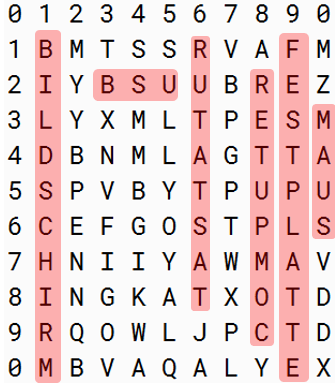 0 1 2 3 4 5 6 7 8 9 0
1 B M T S S R V A F M
2 I Y B S U U B R E Z
3 L Y X M L T P E S M
4 D B N M L A G T T A
5 S P V B Y T P U P U
6 C E F G O S T P L S
7 H N I I Y A W M A V
8 I N G K A T X O T D
9 R Q O W L J P C T D
0 M B V A Q A L Y E X